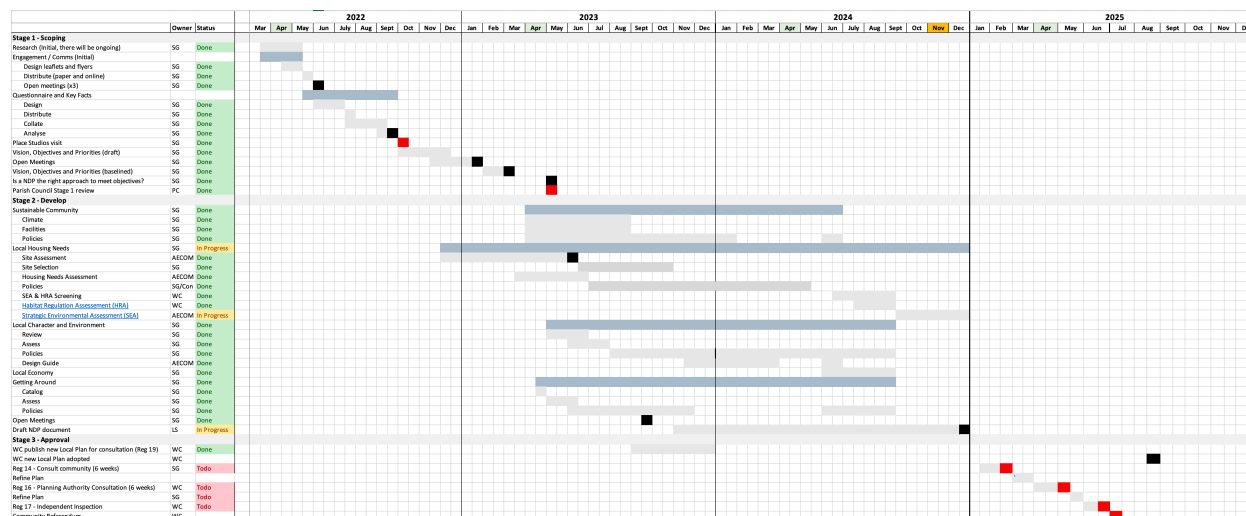 2022 2023 2024 2025
Owner Status Mar Apr May Jun July Aug Sept Oct Nov Dec Jan Feb Mar Apr May Jun July Aug Sept Oct Nov Dec Jan Feb Mar Apr May Jun July Aug Sept Oct Nov Dec Jan Feb Mar Apr May Jun Jul Aug Sep Oct Nov
Stage 1 - Scoping
Research (Initial, there will be ongoing) SG Done
Engagement / Comms (Initial)
Design leaflets and flyers SG Done
Distribute (paper and online) SG Done
Open meetings (x3) SG Done
Questionnaire and Key Facts
Design SG Done
Distribute SG Done
Collate SG Done
Analyse SG Done
Place Studios visit SG Done
Vision, Objectives and Priorities (draft) SG Done
Open Meetings SG Done
Vision, Objectives and Priorities (baselined) SG Done
Is a NDP the right approach to meet objectives? SG Done
Parish Council Stage 1 review PC Done
Stage 2 - Develop
Sustainable Community SG Done
Climate SG Done
Facilities SG Done
Policies SG Done
Local Housing Needs SG In Progress
Site Assessment AECOM Done
Site Selection SG Done
Housing Needs Assessment AECOM Done
Policies SG/Con Done
SEA & HRA Screening WC Done
Habitat Regulation Assessement (HRA) WC Done
Strategic Environmental Assessment (SEA) AECOM In Progress
Local Character and Environment SG Done
Review SG Done
Assess SG Done
Policies SG Done
Design Guide AECOM Done
Local Economy SG Done
Getting Around SG Done
Catalog SG Done
Assess SG Done
Policies SG Done
Open Meetings SG Done
Draft NDP document LS In Progress
Stage 3 - Approval
WC publish new Local Plan for consultation (Reg 19) WC Done
WC new Local Plan adopted WC
Reg 14 - Consult community (6 weeks) SG Todo
Refine Plan
Reg 16 - Planning Authority Consultation (6 weeks) WC Todo
Refine Plan SG Todo
Reg 17 - Independent Inspection WC Todo